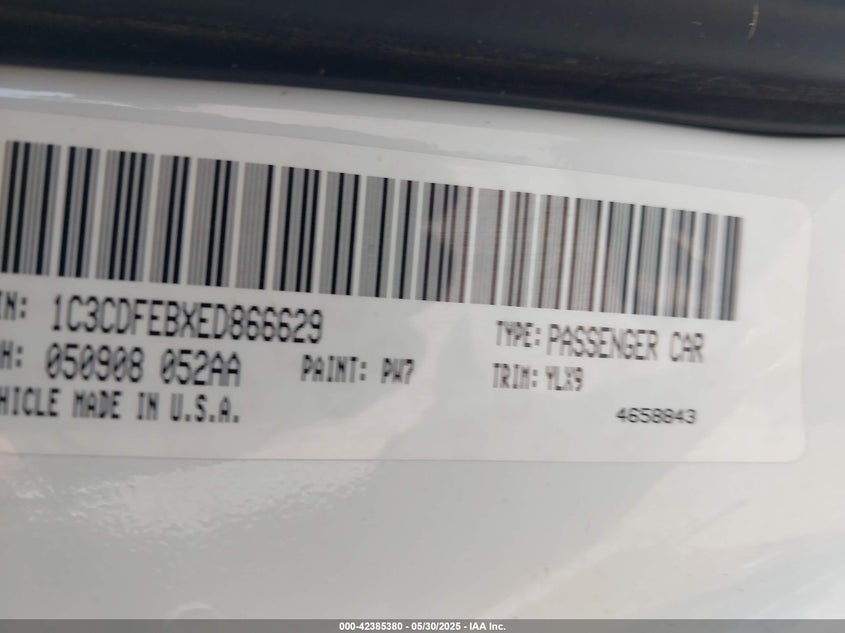 IN: 1C3CDFEBXED866629 TYPE: PASSENGER CAR
H: 050908 052AA PAINT: PW7 TRIM: YLX9
HICLE MADE IN U.S.A. 4658843
000-42385380 - 05/30/2025 - IAA Inc.